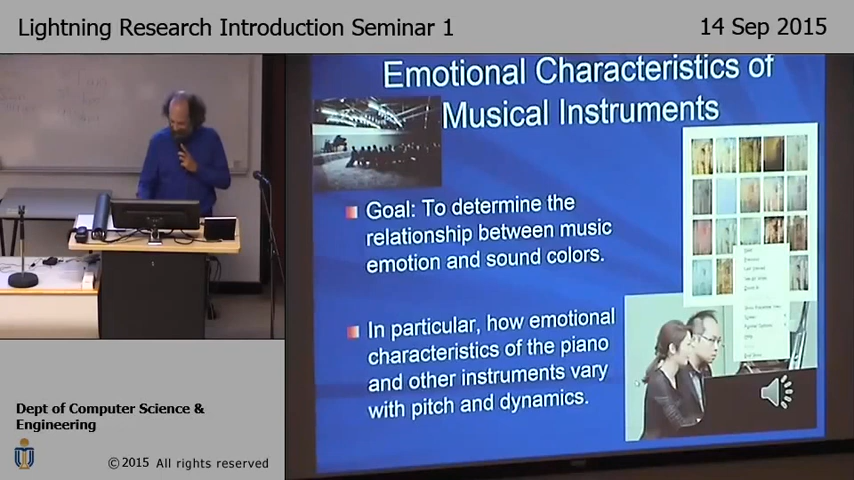 Lightning Research Introduction Seminar 1
14 Sep 2015
Emotional Characteristics of
Musical Instruments
Goal: To determine the
relationship between music
emotion and sound colors.
In particular, how emotional
characteristics of the piano
and other instruments vary
with pitch and dynamics.
Dept of Computer Science &
Engineering
©2015 All rights reserved